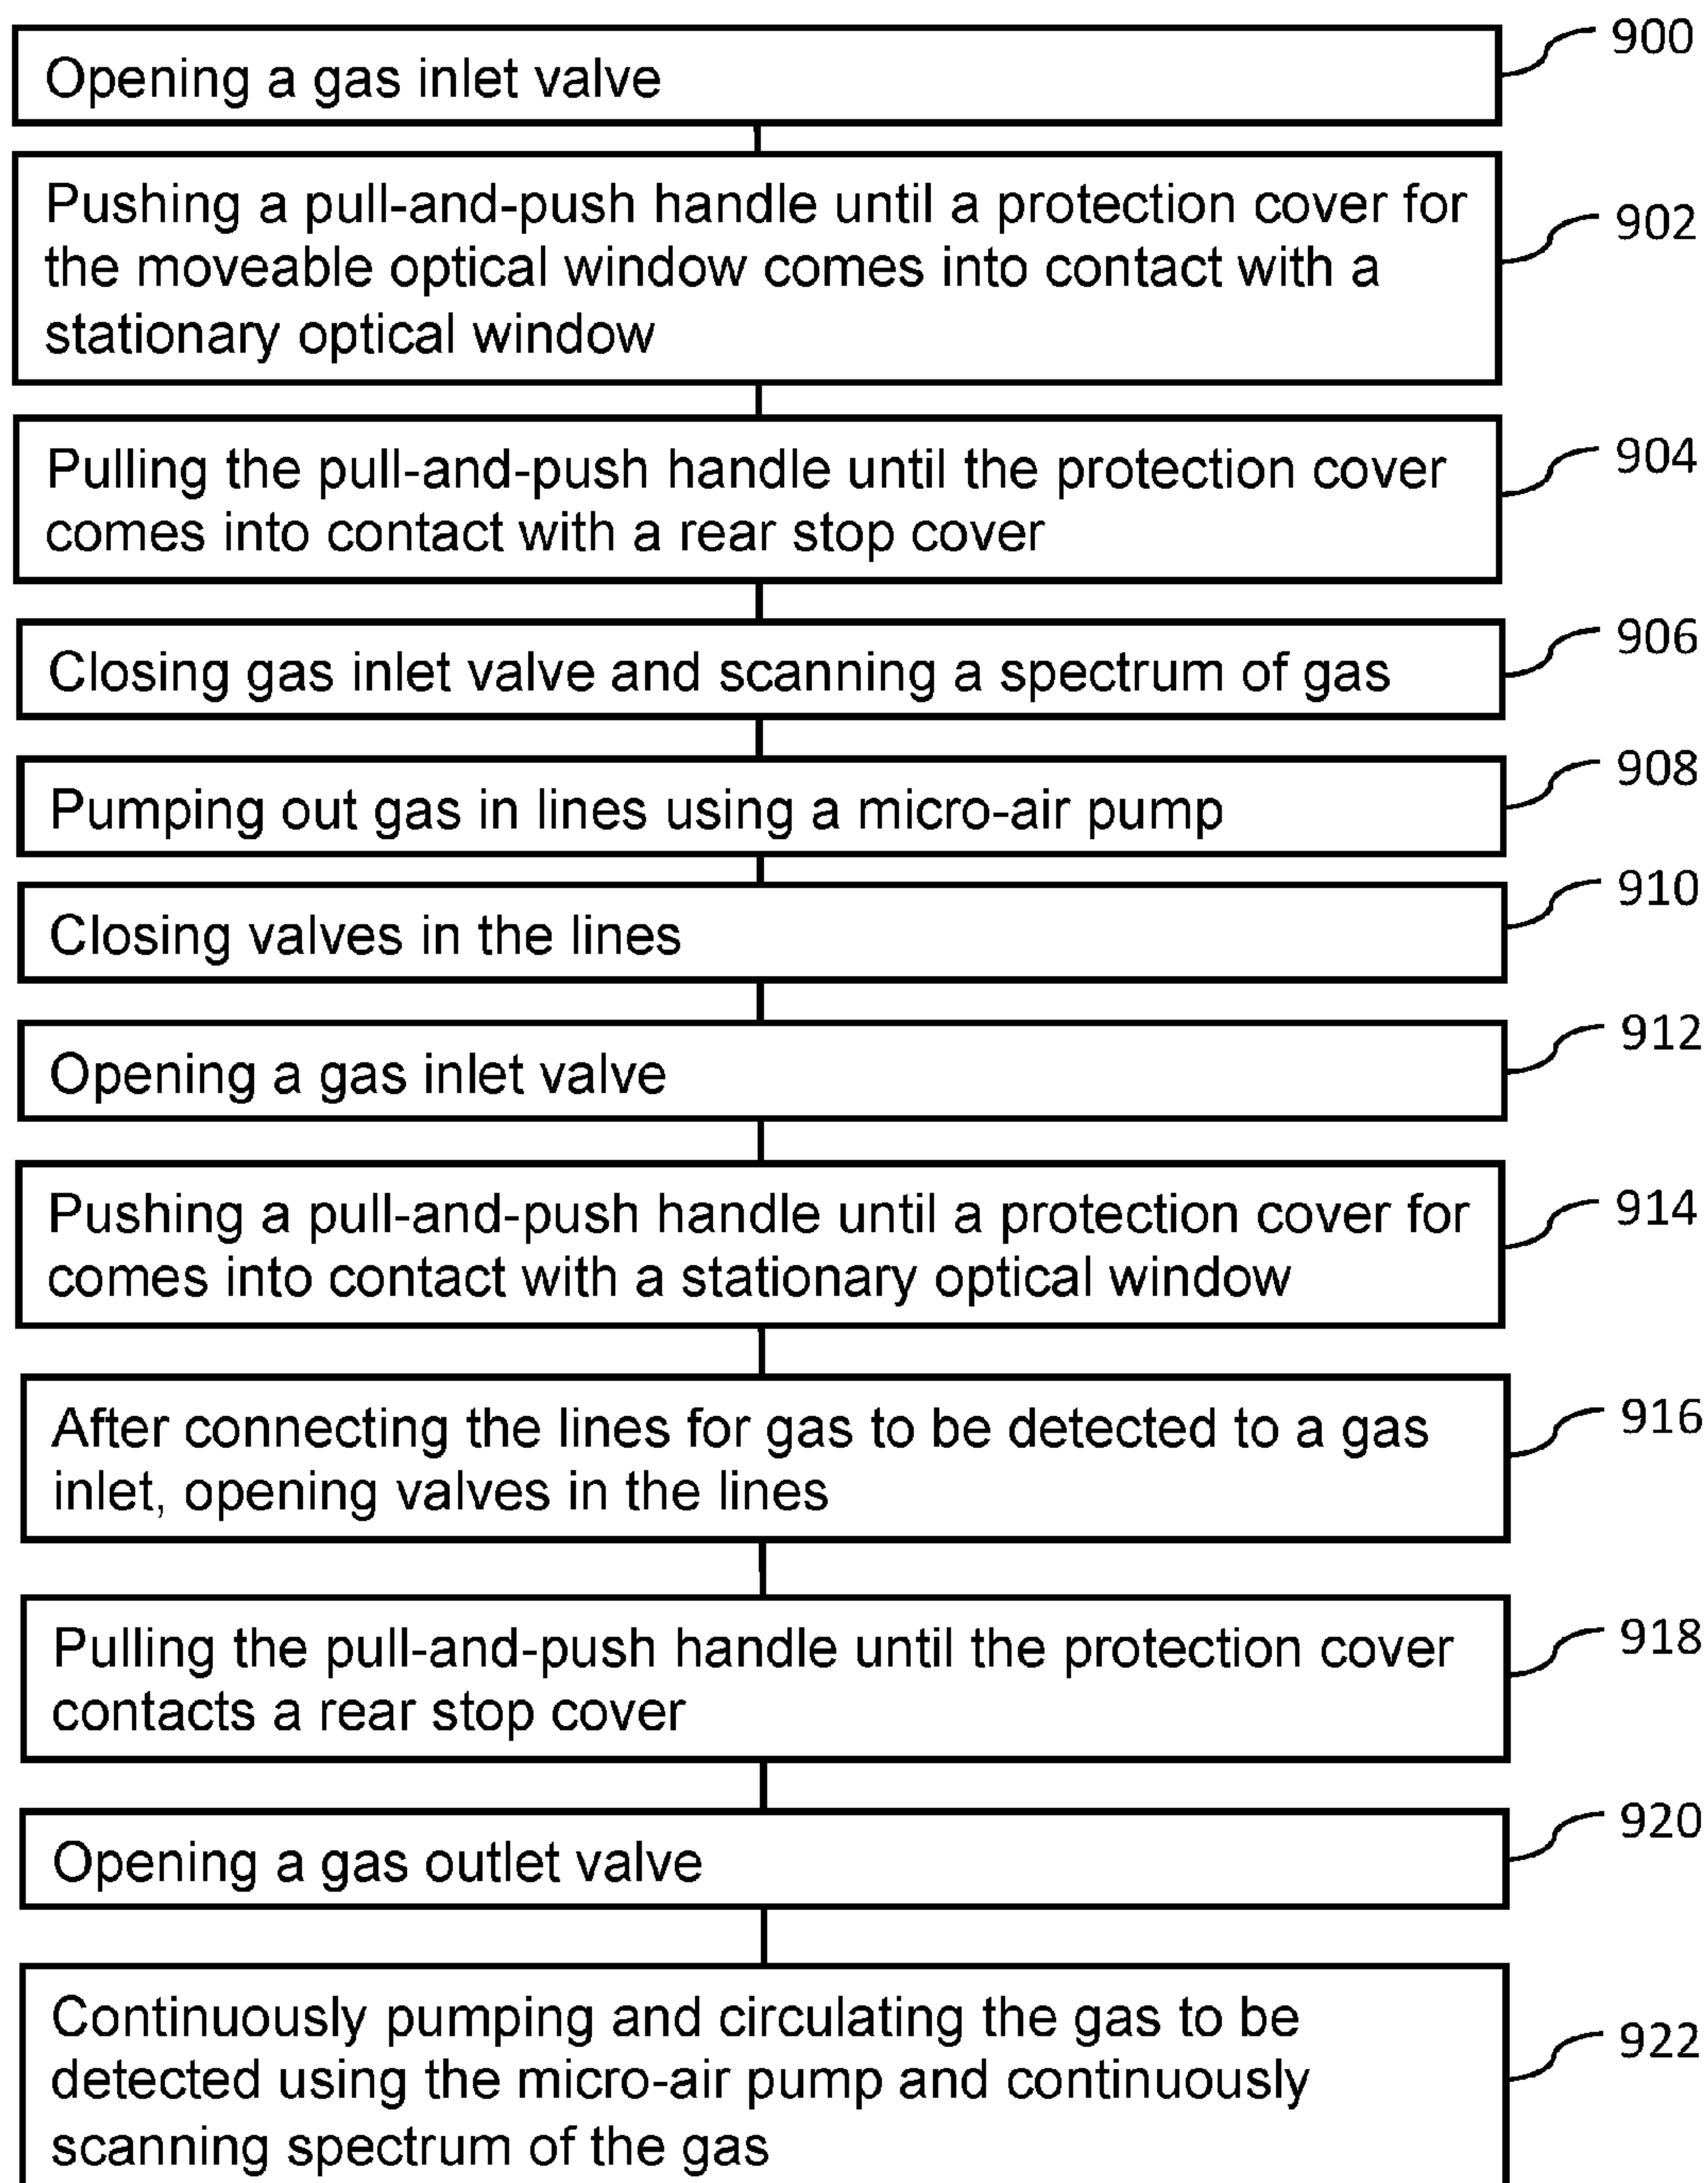 Opening a gas inlet valve
900
Pushing a pull-and-push handle until a protection cover for
the moveable optical window comes into contact with a
stationary optical window
902
Pulling the pull-and-push handle until the protection cover
comes into contact with a rear stop cover
904
Closing gas inlet valve and scanning a spectrum of gas
906
Pumping out gas in lines using a micro-air pump
908
Closing valves in the lines
910
Opening a gas inlet valve
912
Pushing a pull-and-push handle until a protection cover for
comes into contact with a stationary optical window
914
After connecting the lines for gas to be detected to a gas
inlet, opening valves in the lines
916
Pulling the pull-and-push handle until the protection cover
contacts a rear stop cover
918
Opening a gas outlet valve
920
Continuously pumping and circulating the gas to be
detected using the micro-air pump and continuously
scanning spectrum of the gas
922